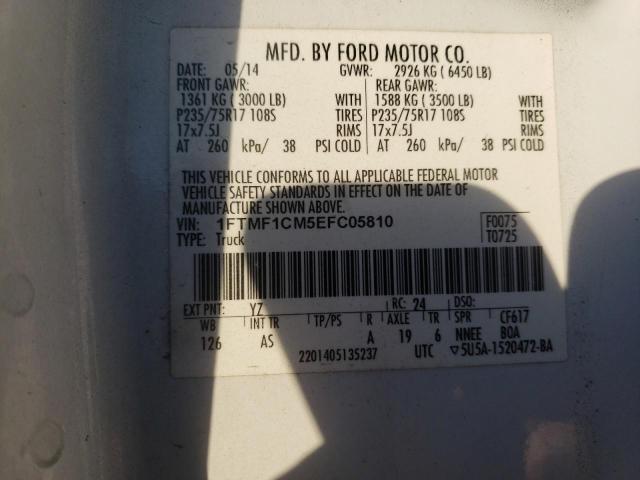 MFD. BY FORD MOTOR CO.
DATE: 05/14 GVWR: 2926 KG ( 6450 LB)
FRONT GAWR: REAR GAWR:
1361 KG ( 3000 LB) WITH 1588 KG ( 3500 LB) WITH
P235/75R17 108S TIRES P235/75R17 108S TIRES
17x7.5J RIMS 17x7.5J RIMS
AT 260 kPa/ 38 PSI COLD AT 260 kPa/ 38 PSI COLD
THIS VEHICLE CONFORMS TO ALL APPLICABLE FEDERAL MOTOR
VEHICLE SAFETY STANDARDS IN EFFECT ON THE DATE OF
MANUFACTURE SHOWN ABOVE.
VIN: 1FTMF1CM5EFC05810 F0075
TYPE: Truck T0725
EXT PNT: YZ RC: 24 DSO:
WB INT TR TP/PS R AXLE TR SPR CF617
126 AS A 19 6 NNEE BOA
2201405135237 UTC ▽5U5A-1520472-BA